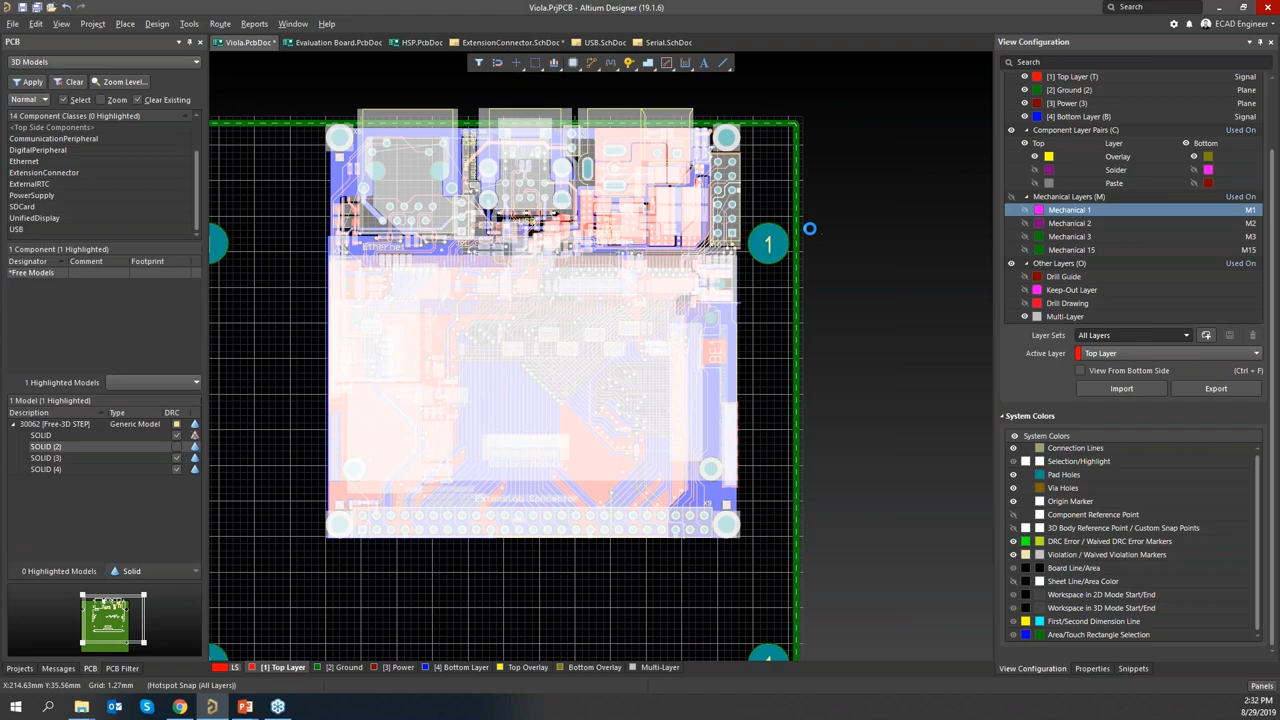 Viola.PrjPCB - Altium Designer (19.1.6)
Search
File Edit View Project Place Design Tools Route Reports Window Help
ECAD Engineer
PCB
Viola.PcbDoc * Evaluation Board.PcbDoc HSP.PcbDoc ExtensionConnector.SchDoc * USB.SchDoc Serial.SchDoc
View Configuration
3D Models
Apply Clear Zoom Level...
Normal Select Zoom Clear Existing
14 Component Classes (0 Highlighted)
<Top Side Components>
CommunicationPeripheral
DigitalPeripheral
Ethernet
ExtensionConnector
ExternalRTC
PowerSupply
SDCard
UnifiedDisplay
USB
1 Component (1 Highlighted)
Designator Comment Footprint
*Free Models
1 Highlighted Models
1 Model (1 Highlighted)
Description Type DRC
30062 [Free-3D STEP] Generic Model
SOLID
SOLID (2)
SOLID (3)
SOLID (4)
0 Highlighted Models Solid
Projects Messages PCB PCB Filter
Ethernet
1
Extension Connector
X9
1
LS [1] Top Layer [2] Ground [3] Power [4] Bottom Layer Top Overlay Bottom Overlay Multi-Layer
Search
[1] Top Layer (T) Signal
[2] Ground (2) Plane
[3] Power (3) Plane
[4] Bottom Layer (B) Signal
Component Layer Pairs (C) Used On
Top Layer Bottom
Overlay
Solder
Paste
Mechanical Layers (M) Used On
Mechanical 1 M1
Mechanical 2 M2
Mechanical 3 M3
Mechanical 15 M15
Other Layers (O) Used On
Drill Guide
Keep-Out Layer
Drill Drawing
Multi-Layer
Layer Sets: All Layers
Active Layer Top Layer
View From Bottom Side (Ctrl + F)
Import Export
System Colors
System Colors
Connection Lines
Selection/Highlight
Pad Holes
Via Holes
Origin Marker
Component Reference Point
3D Body Reference Point / Custom Snap Points
DRC Error / Waived DRC Error Markers
Violation / Waived Violation Markers
Board Line/Area
Sheet Line/Area Color
Workspace in 2D Mode Start/End
Workspace in 3D Mode Start/End
First/Second Dimension Line
Area/Touch Rectangle Selection
View Configuration Properties Snippets
X:214.63mm Y:35.56mm Grid: 1.27mm (Hotspot Snap (All Layers))
Panels
2:32 PM
8/29/2019